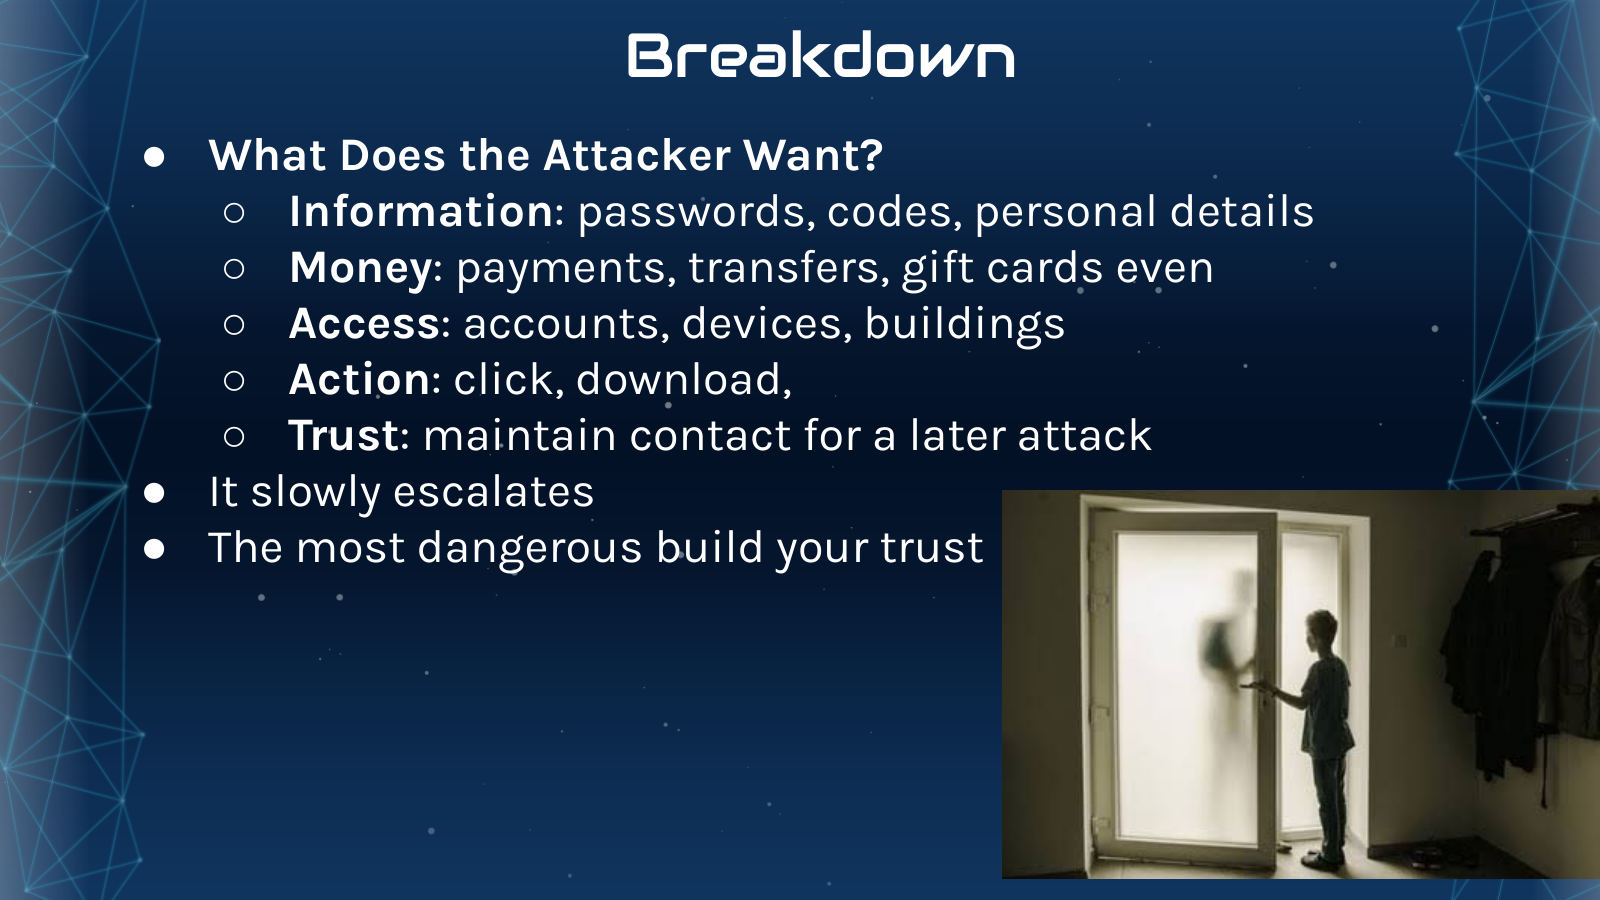 Breakdown
● What Does the Attacker Want?
○ Information: passwords, codes, personal details
○ Money: payments, transfers, gift cards even
○ Access: accounts, devices, buildings
○ Action: click, download,
○ Trust: maintain contact for a later attack
● It slowly escalates
● The most dangerous build your trust